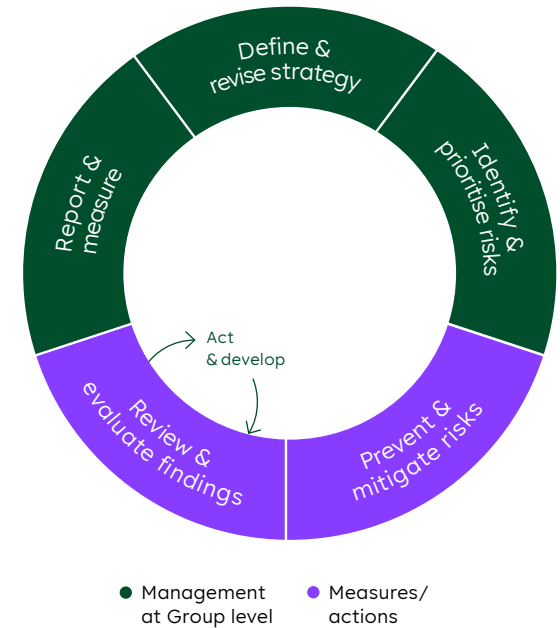 Define &
revise strategy
Identify &
prioritise risks
Prevent &
mitigate risks
Review &
evaluate findings
Report &
measure
Act
& develop
Management
at Group level
Measures/
actions